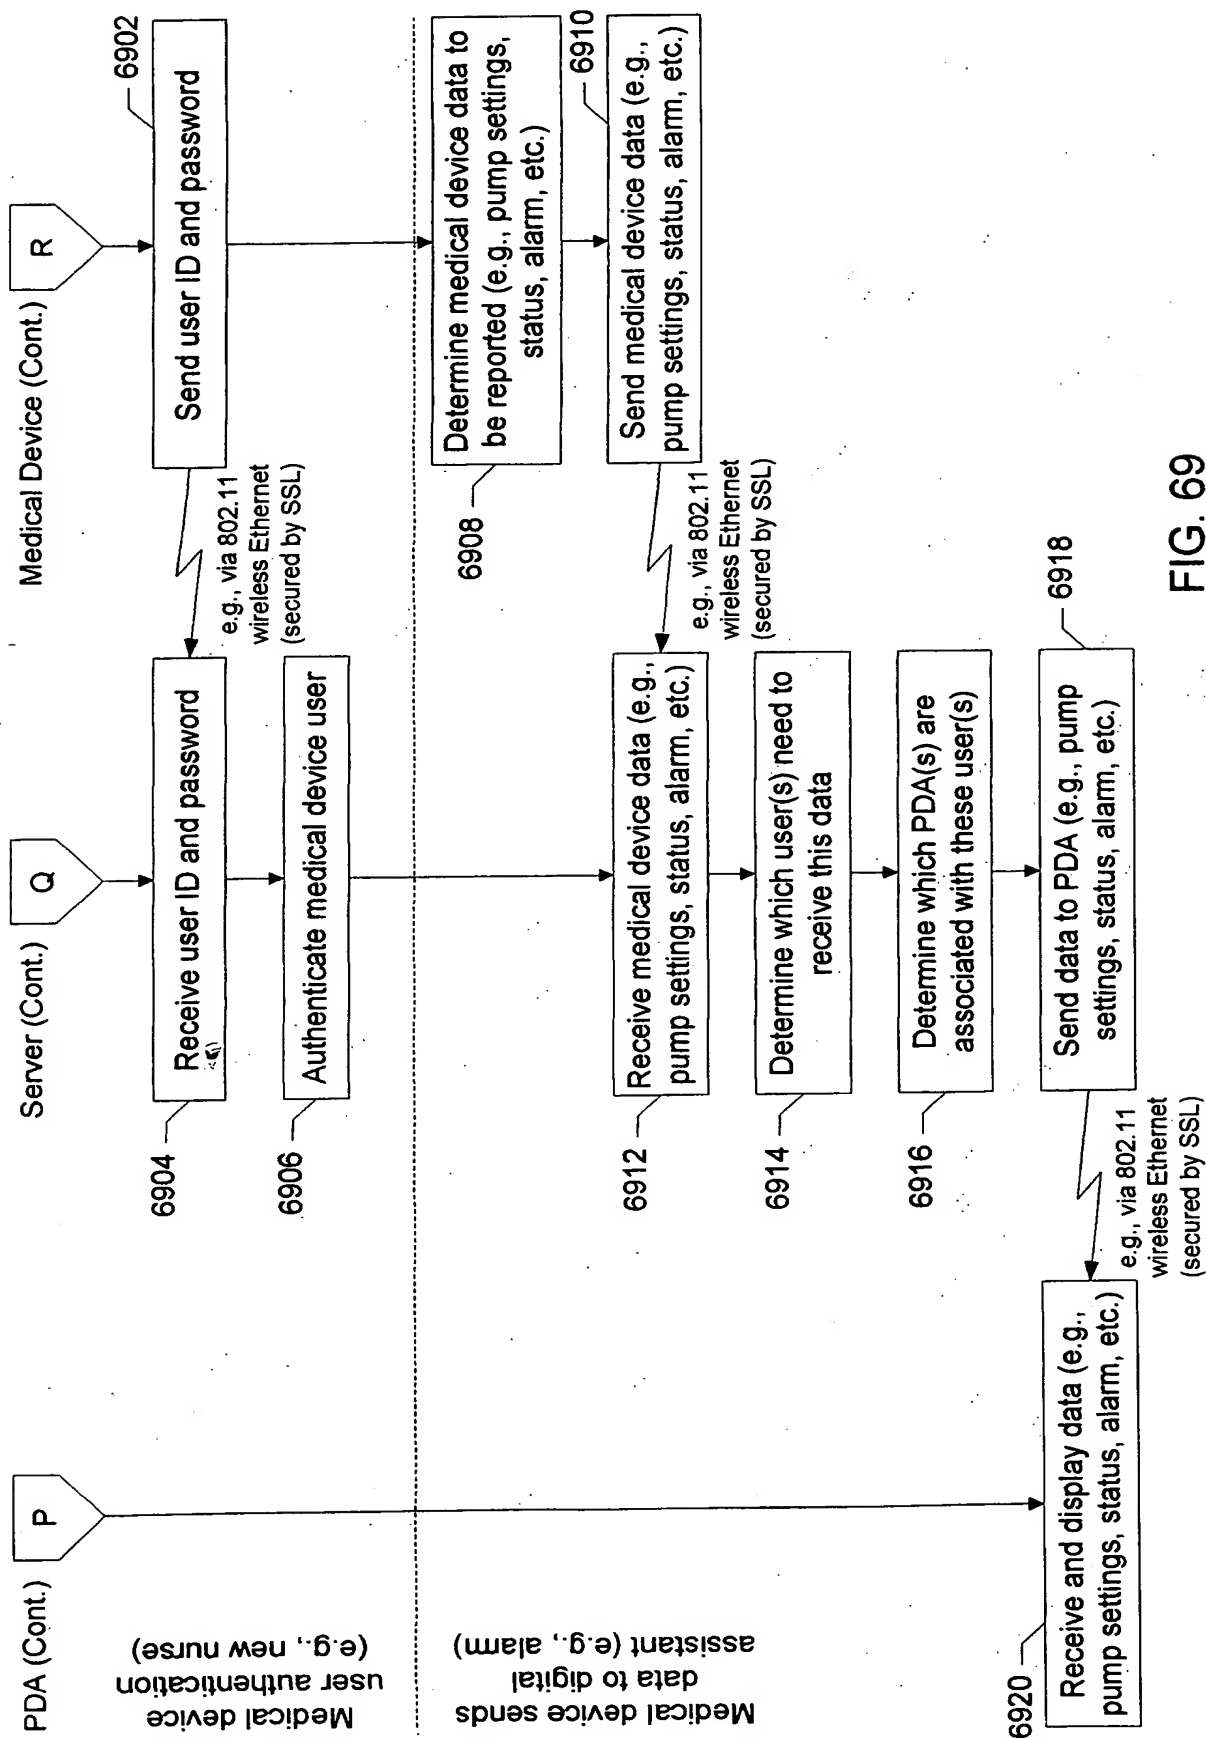 PDA (Cont.)
Server (Cont.)
Medical Device (Cont.)
P
Q
R
Medical device
user authentication
(e.g., new nurse)
6902
Send user ID and password
e.g., via 802.11
wireless Ethernet
(secured by SSL)
6904
Receive user ID and password
6906
Authenticate medical device user
Medical device sends
data to digital
assistant (e.g., alarm)
6908
Determine medical device data to
be reported (e.g., pump settings,
status, alarm, etc.)
6910
Send medical device data (e.g.,
pump settings, status, alarm, etc.)
e.g., via 802.11
wireless Ethernet
(secured by SSL)
6912
Receive medical device data (e.g.,
pump settings, status, alarm, etc.)
6914
Determine which user(s) need to
receive this data
6916
Determine which PDA(s) are
associated with these user(s)
6918
Send data to PDA (e.g., pump
settings, status, alarm, etc.)
e.g., via 802.11
wireless Ethernet
(secured by SSL)
6920
Receive and display data (e.g.,
pump settings, status, alarm, etc.)
FIG. 69